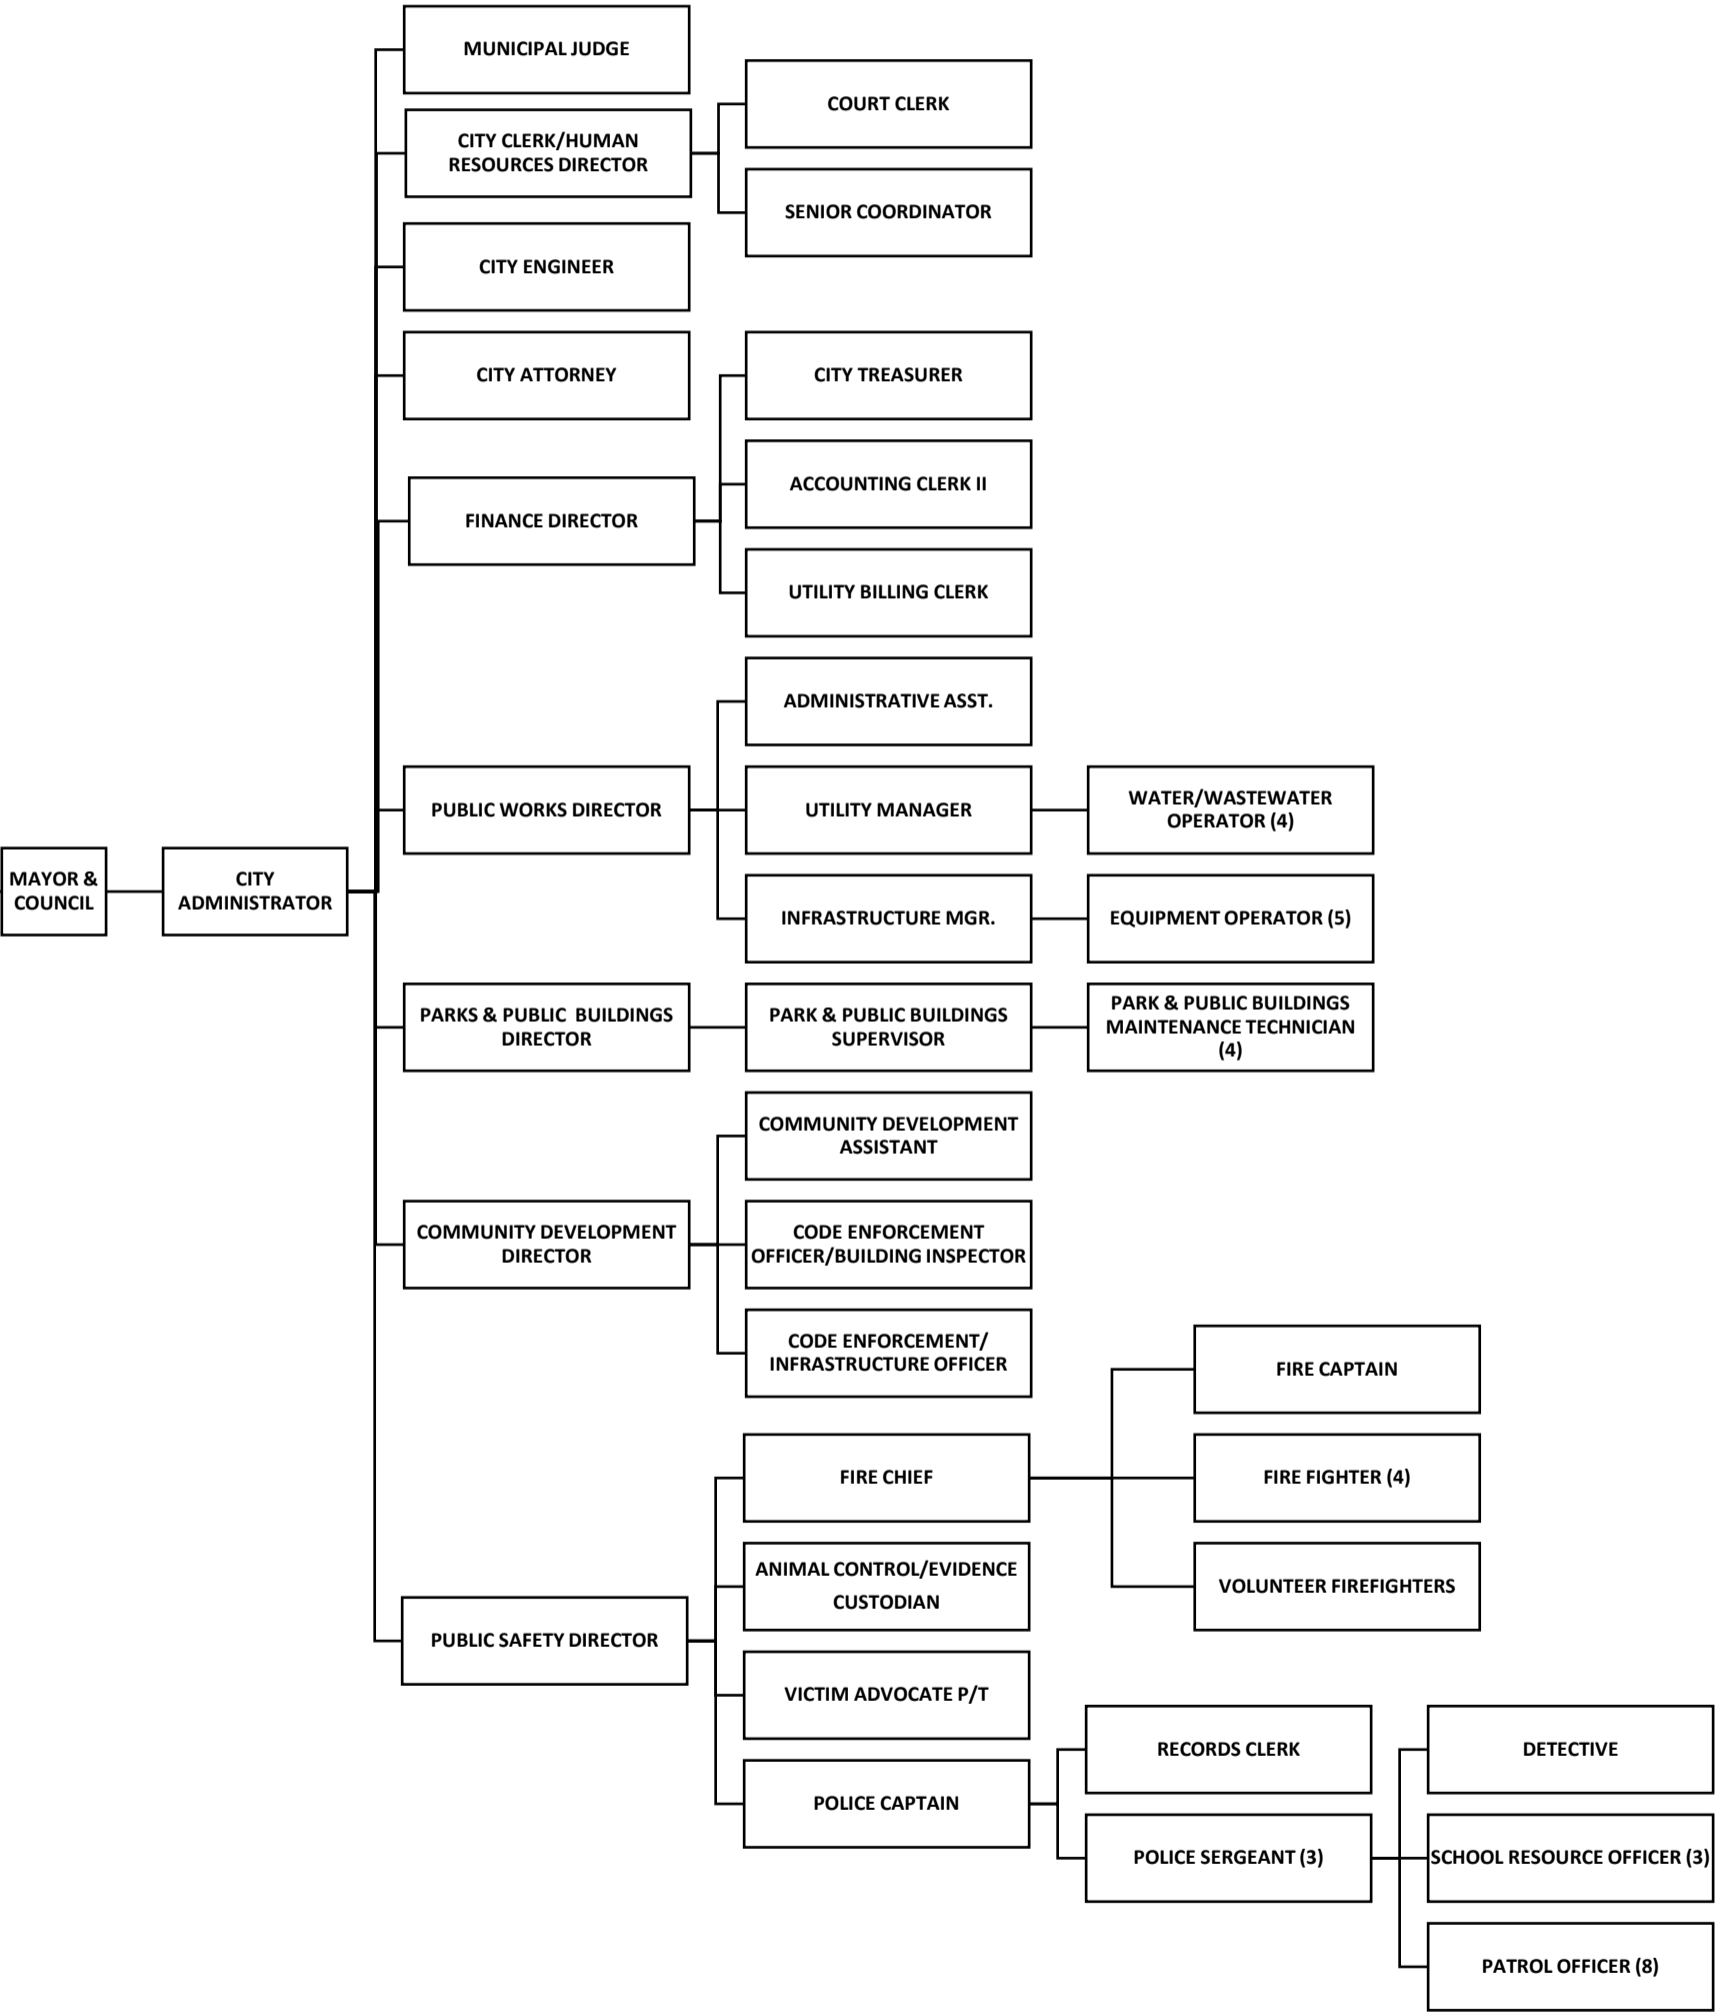 MUNICIPAL JUDGE
COURT CLERK
CITY CLERK/HUMAN
RESOURCES DIRECTOR
SENIOR COORDINATOR
CITY ENGINEER
CITY ATTORNEY
CITY TREASURER
ACCOUNTING CLERK II
FINANCE DIRECTOR
UTILITY BILLING CLERK
ADMINISTRATIVE ASST.
PUBLIC WORKS DIRECTOR
UTILITY MANAGER
WATER/WASTEWATER
OPERATOR (4)
MAYOR &
COUNCIL
CITY
ADMINISTRATOR
INFRASTRUCTURE MGR.
EQUIPMENT OPERATOR (5)
PARKS & PUBLIC  BUILDINGS
DIRECTOR
PARK & PUBLIC BUILDINGS
SUPERVISOR
PARK & PUBLIC BUILDINGS
MAINTENANCE TECHNICIAN
(4)
COMMUNITY DEVELOPMENT
ASSISTANT
COMMUNITY DEVELOPMENT
DIRECTOR
CODE ENFORCEMENT
OFFICER/BUILDING INSPECTOR
CODE ENFORCEMENT/
INFRASTRUCTURE OFFICER
FIRE CAPTAIN
FIRE CHIEF
FIRE FIGHTER (4)
ANIMAL CONTROL/EVIDENCE
CUSTODIAN
VOLUNTEER FIREFIGHTERS
PUBLIC SAFETY DIRECTOR
VICTIM ADVOCATE P/T
RECORDS CLERK
DETECTIVE
POLICE CAPTAIN
POLICE SERGEANT (3)
SCHOOL RESOURCE OFFICER (3)
PATROL OFFICER (8)